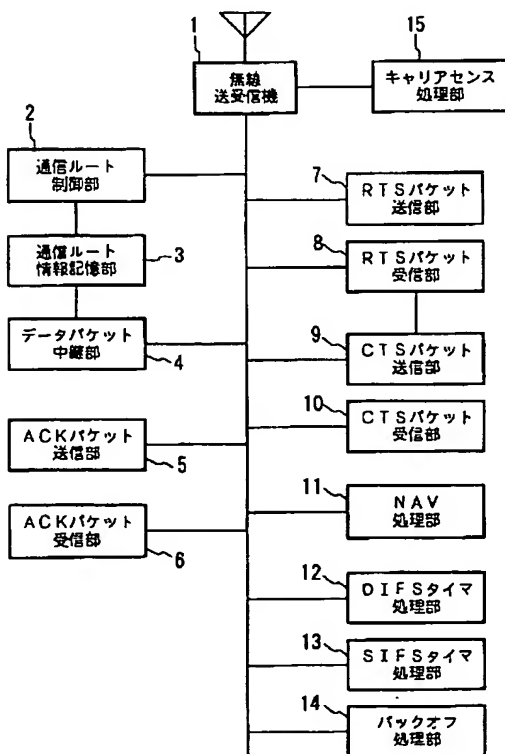 1
無線
送受信機
15
キャリアセンス
処理部
2
通信ルート
制御部
通信ルート
情報記憶部
3
データパケット
中継部
4
ACKパケット
送信部
5
ACKパケット
受信部
6
7
RTSパケット
送信部
8
RTSパケット
受信部
9
CTSパケット
送信部
10
CTSパケット
受信部
11
NAV
処理部
12
DIFSタイマ
処理部
13
SIFSタイマ
処理部
14
バックオフ
処理部